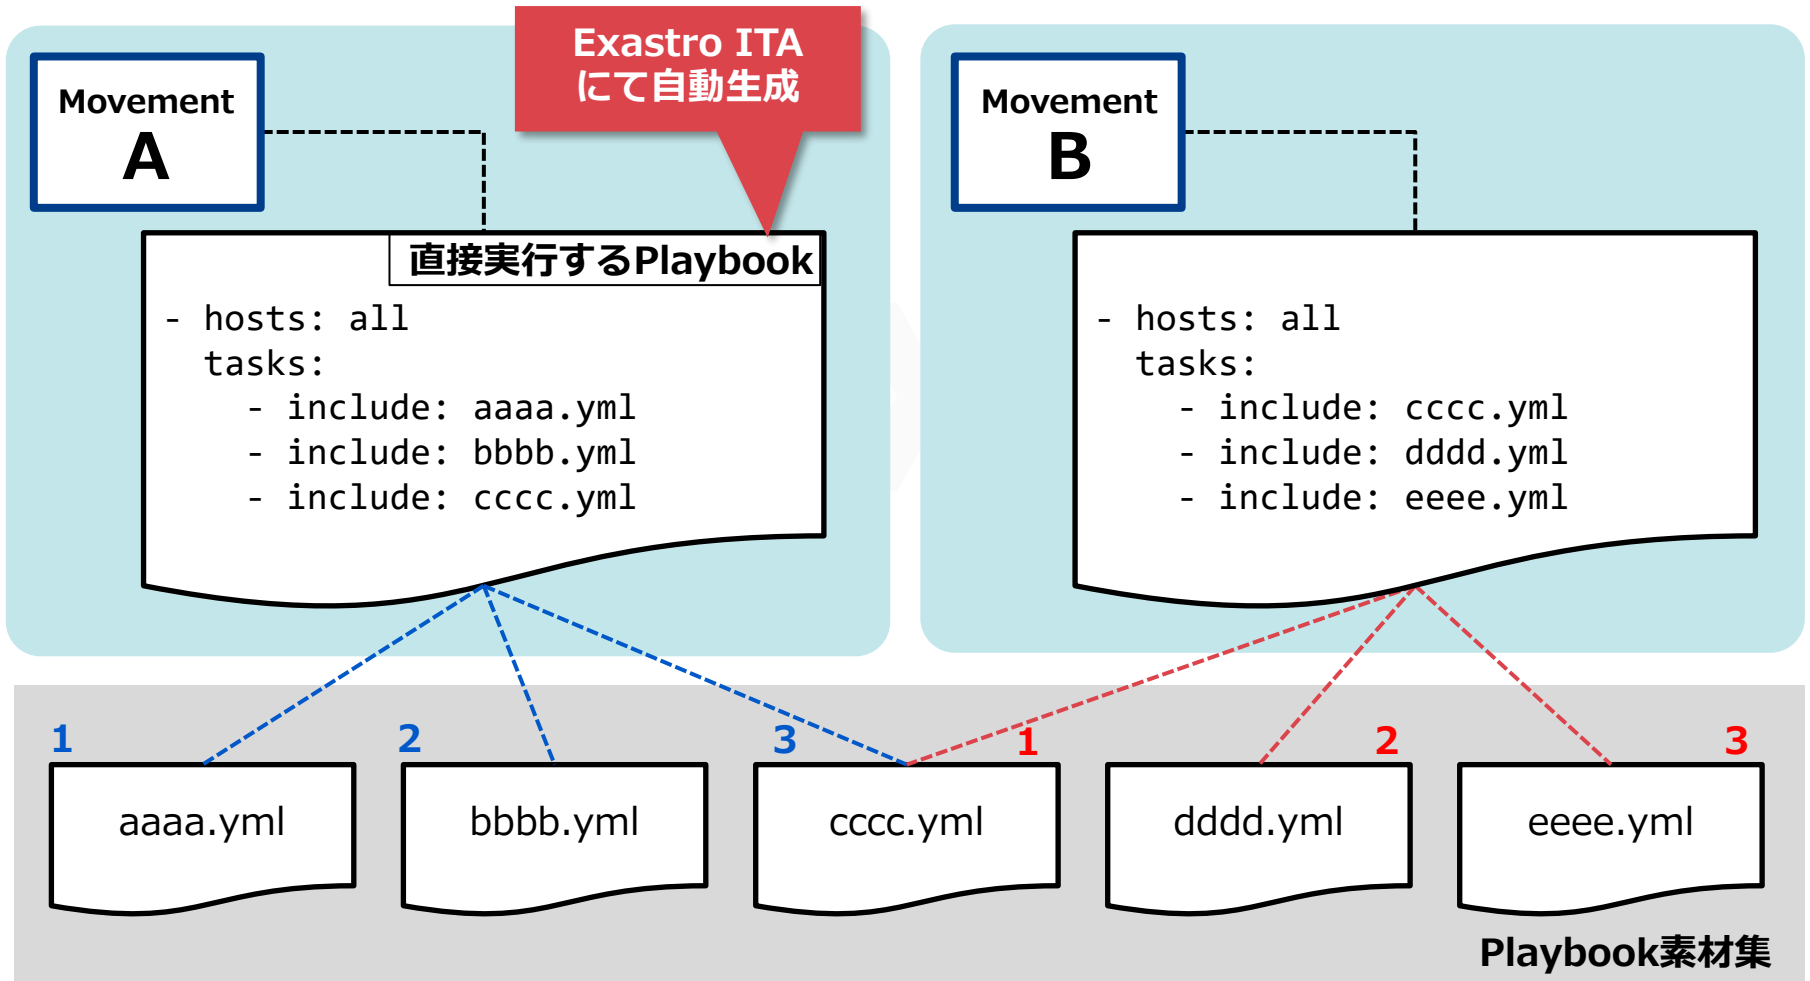 Exastro ITA
にて自動生成
Movement
A
直接実行するPlaybook
- hosts: all
  tasks:
    - include: aaaa.yml
    - include: bbbb.yml
    - include: cccc.yml
Movement
B
- hosts: all
  tasks:
    - include: cccc.yml
    - include: dddd.yml
    - include: eeee.yml
1 2 3 1 2 3
aaaa.yml bbbb.yml cccc.yml dddd.yml eeee.yml
Playbook素材集